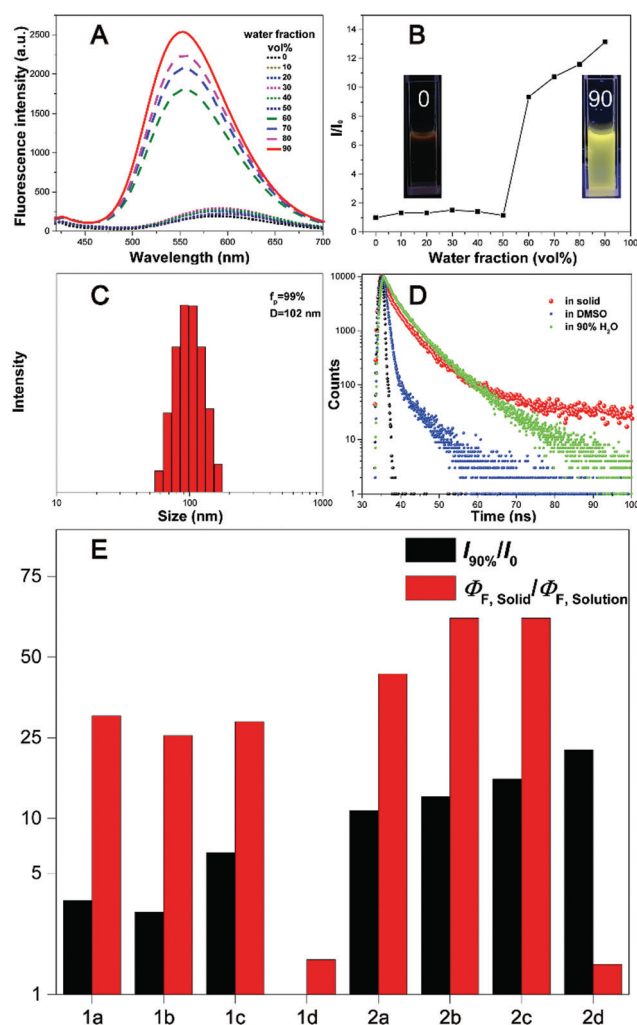 A
water fraction
vol%
0
10
20
30
40
50
60
70
80
90
Fluorescence intensity (a.u.)
2500
2000
1500
1000
500
0
450
500
550
600
650
700
Wavelength (nm)
B
14
12
10
8
6
4
2
0
I/I0
0
90
0
10
20
30
40
50
60
70
80
90
100
Water fraction (vol%)
C
fp=99%
D=102 nm
Intensity
10
100
1000
Size (nm)
D
in solid
in DMSO
in 90% H2O
Counts
10000
1000
100
10
1
30
40
50
60
70
80
90
100
Time (ns)
E
I90%/I0
ΦF, Solid/ΦF, Solution
75
50
25
10
5
1
1a
1b
1c
1d
2a
2b
2c
2d